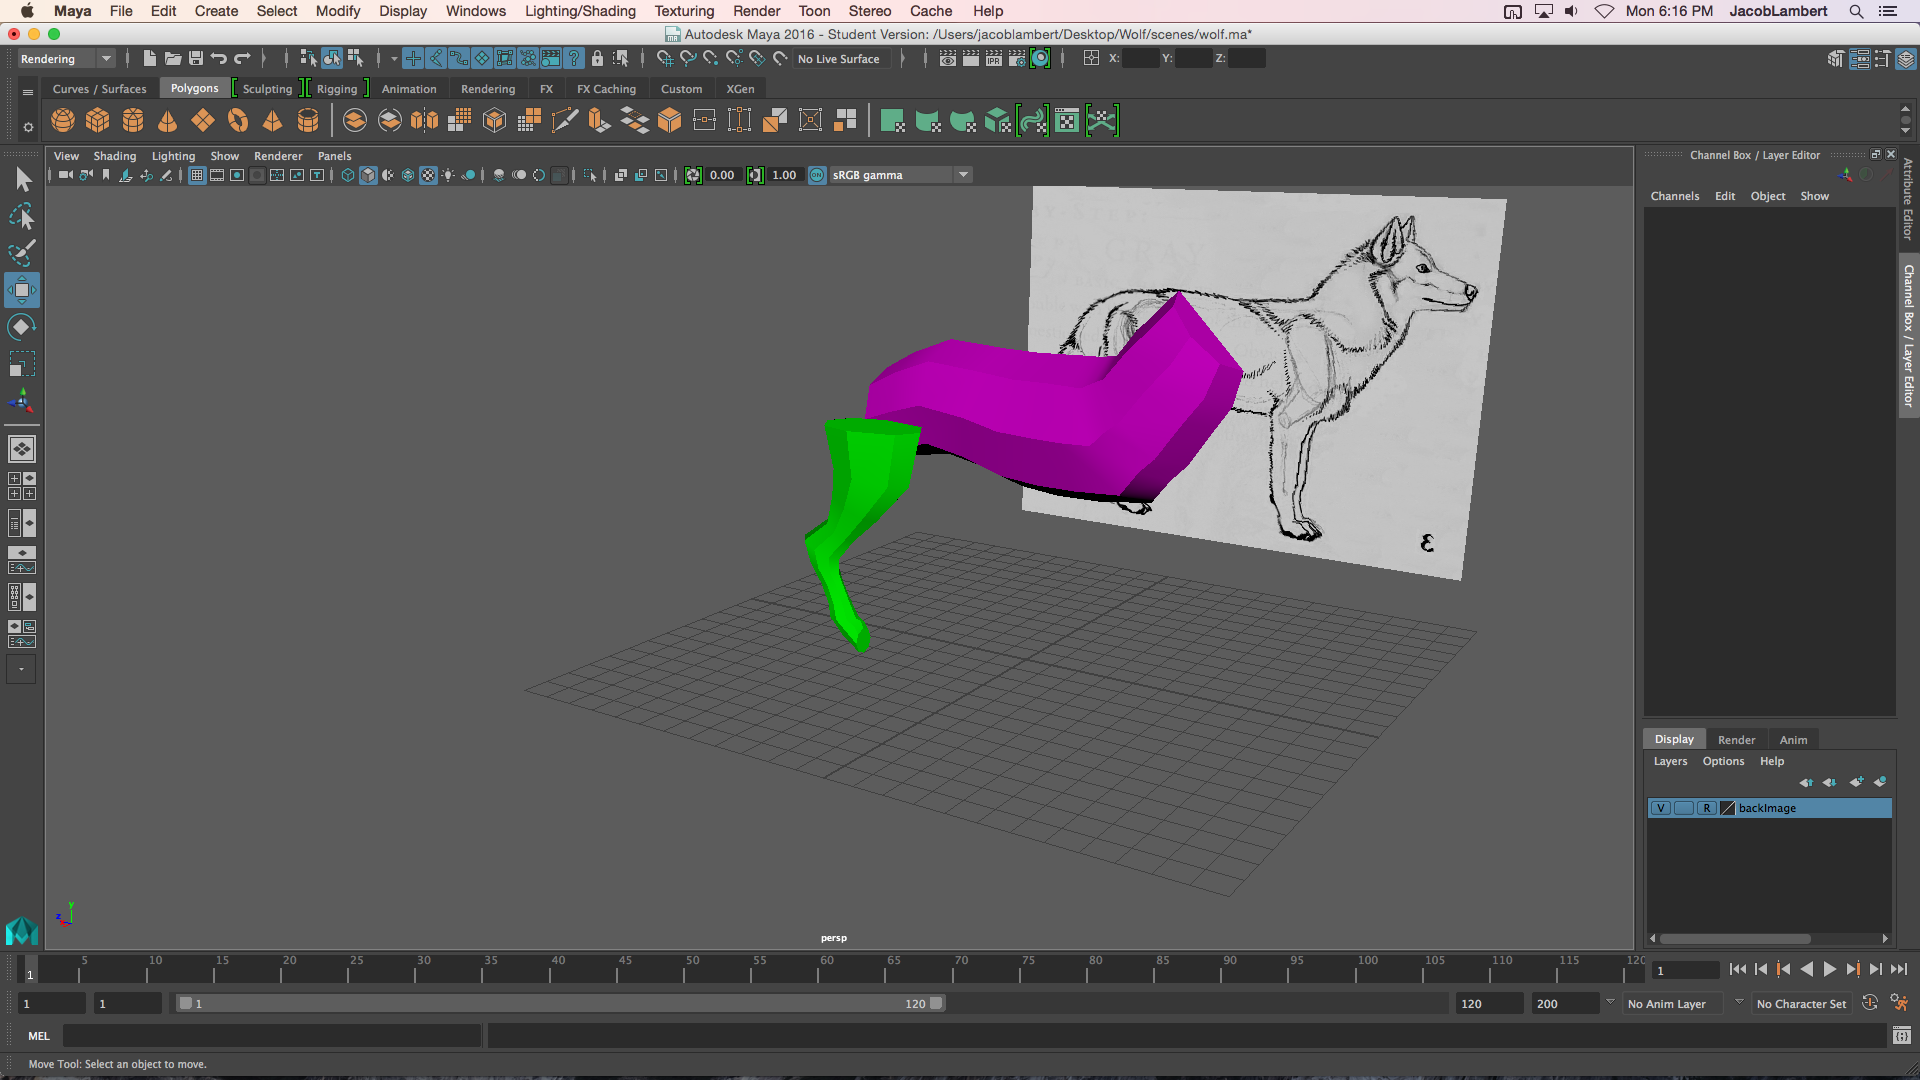 Maya File Edit Create Select Modify Display Windows Lighting/Shading Texturing Render Toon Stereo Cache Help Mon 6:16 PM JacobLambert
Autodesk Maya 2016 - Student Version: /Users/jacoblambert/Desktop/Wolf/scenes/wolf.ma*
Rendering No Live Surface X: Y: Z:
Curves / Surfaces Polygons Sculpting Rigging Animation Rendering FX FX Caching Custom XGen
View Shading Lighting Show Renderer Panels
0.00 1.00 ON sRGB gamma
Channel Box / Layer Editor
Channels Edit Object Show
Attribute Editor
Channel Box / Layer Editor
GRAY
3
Display Render Anim
Layers Options Help
V R backImage
persp
y
z
1 5 10 15 20 25 30 35 40 45 50 55 60 65 70 75 80 85 90 95 100 105 110 115 120 1
1 1 1 120 120 200 No Anim Layer No Character Set
MEL
Move Tool: Select an object to move.